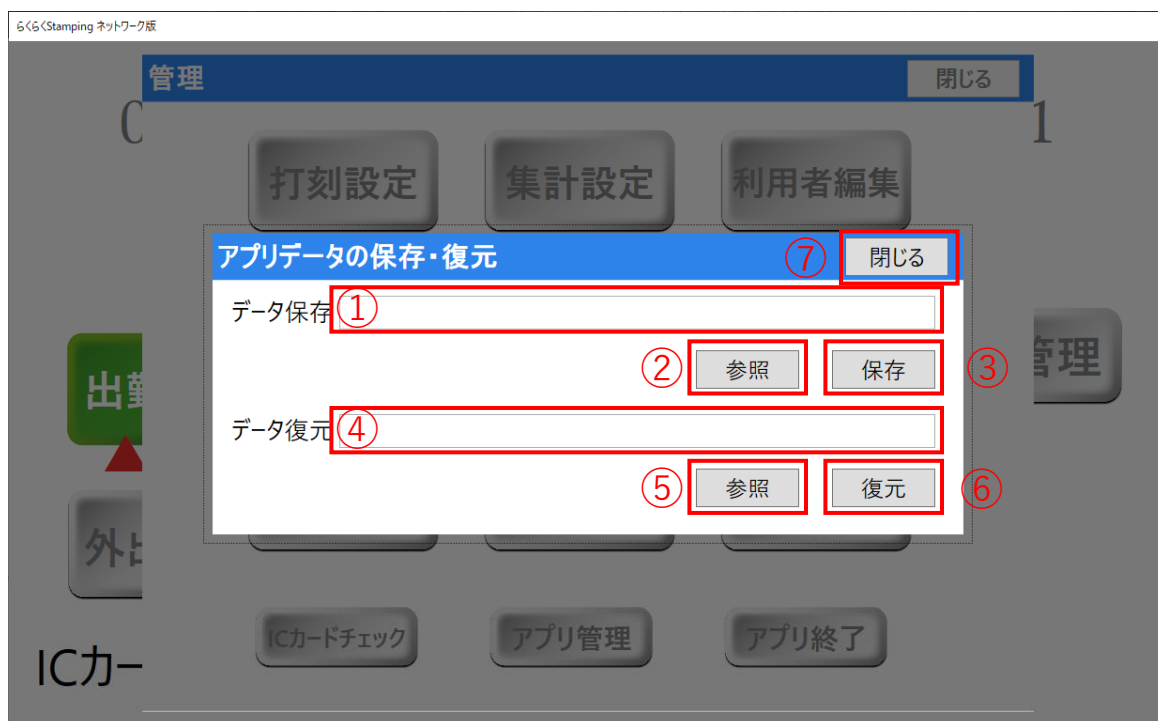 らくらくStamping ネットワーク版
管理
閉じる
0
1
打刻設定
集計設定
利用者編集
アプリデータの保存・復元
⑦
閉じる
データ保存
①
②
参照
保存
③
管理
出勤
データ復元
④
⑤
参照
復元
⑥
外出
ICカードチェック
アプリ管理
アプリ終了
ICカー